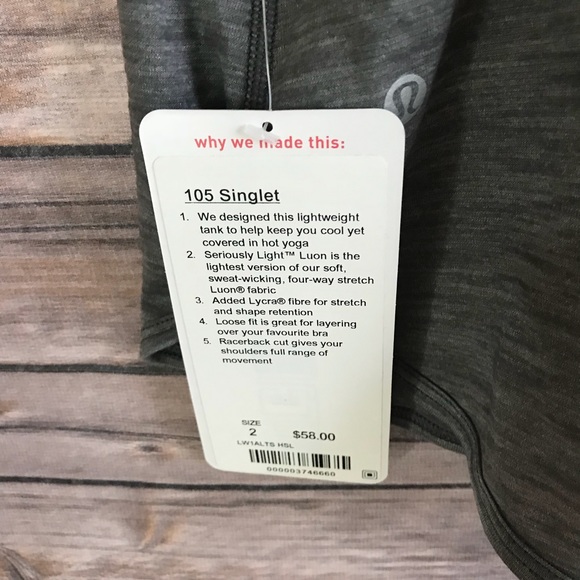 why we made this:
105 Singlet
1. We designed this lightweight
tank to help keep you cool yet
covered in hot yoga
2. Seriously Light™ Luon is the
lightest version of our soft,
sweat-wicking, four-way stretch
Luon® fabric
3. Added Lycra® fibre for stretch
and shape retention
4. Loose fit is great for layering
over your favourite bra
5. Racerback cut gives your
shoulders full range of
movement
SIZE
2 $58.00
LW1ALTS HSL
000003746660